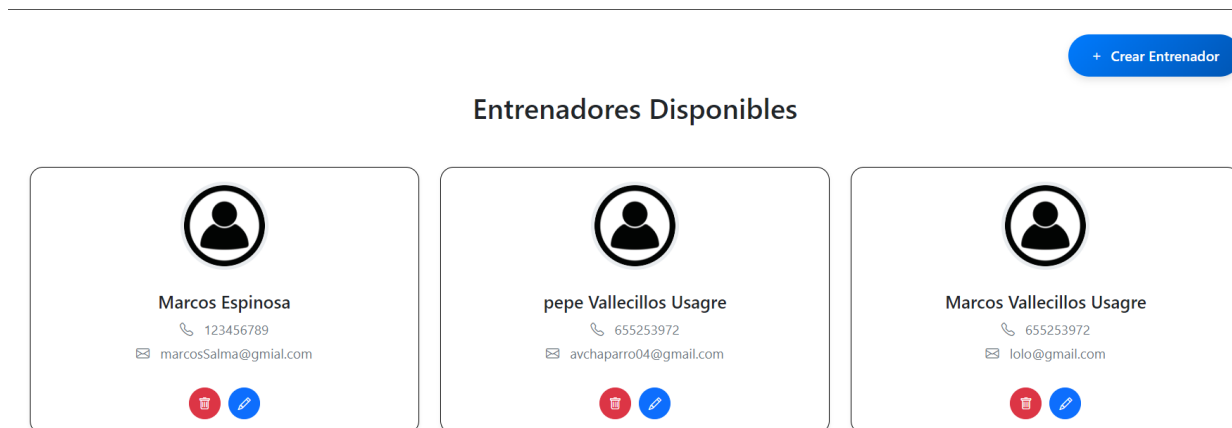 + Crear Entrenador
Entrenadores Disponibles
Marcos Espinosa
123456789
marcosSalma@gmial.com
pepe Vallecillos Usagre
655253972
avchaparro04@gmail.com
Marcos Vallecillos Usagre
655253972
lolo@gmail.com